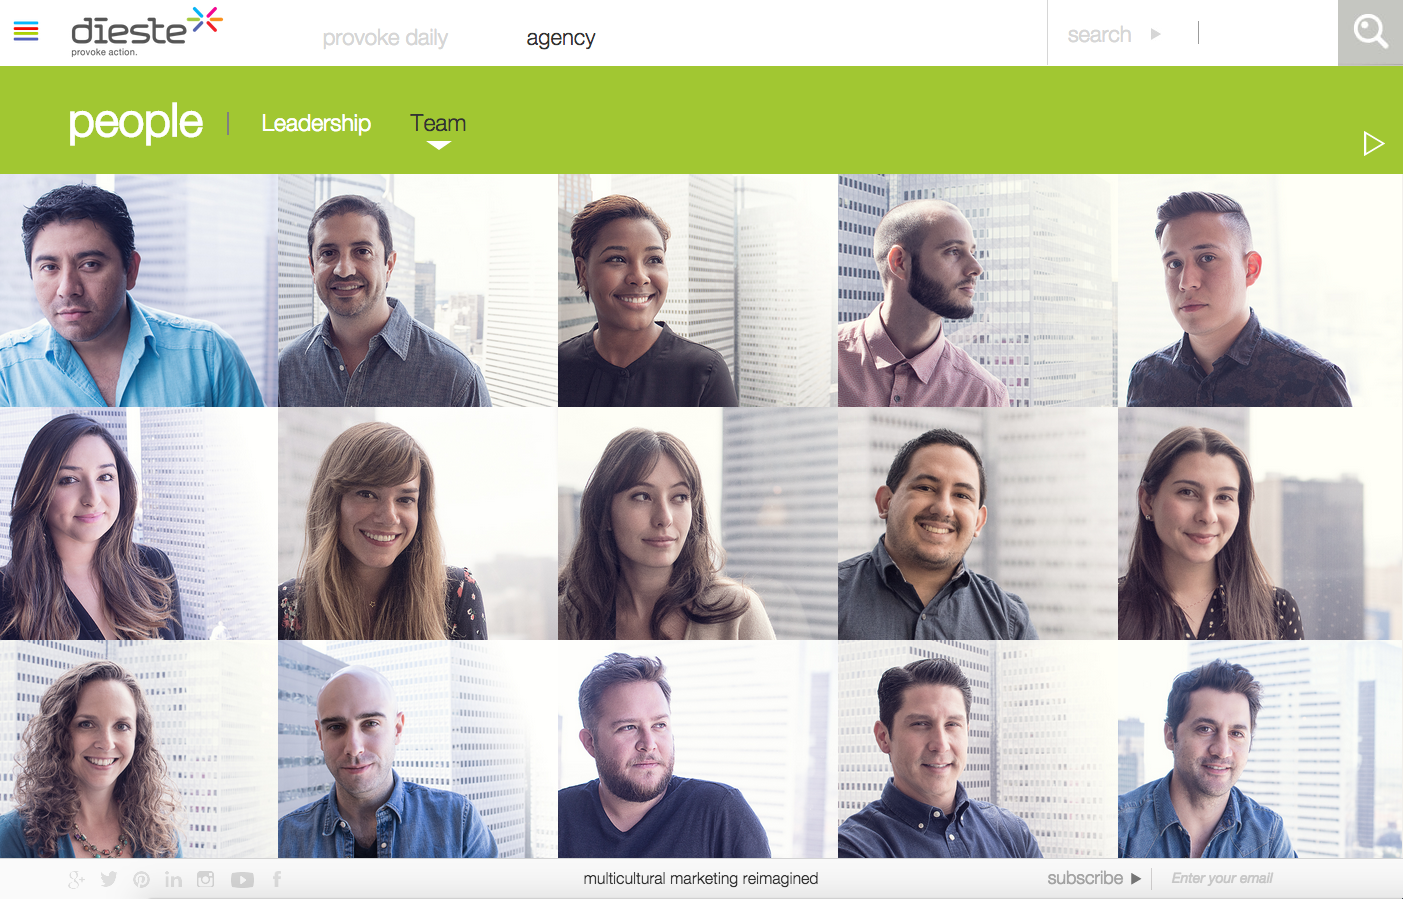 dieste
provoke action.
provoke daily
agency
search
people
Leadership
Team
multicultural marketing reimagined
subscribe
Enter your email